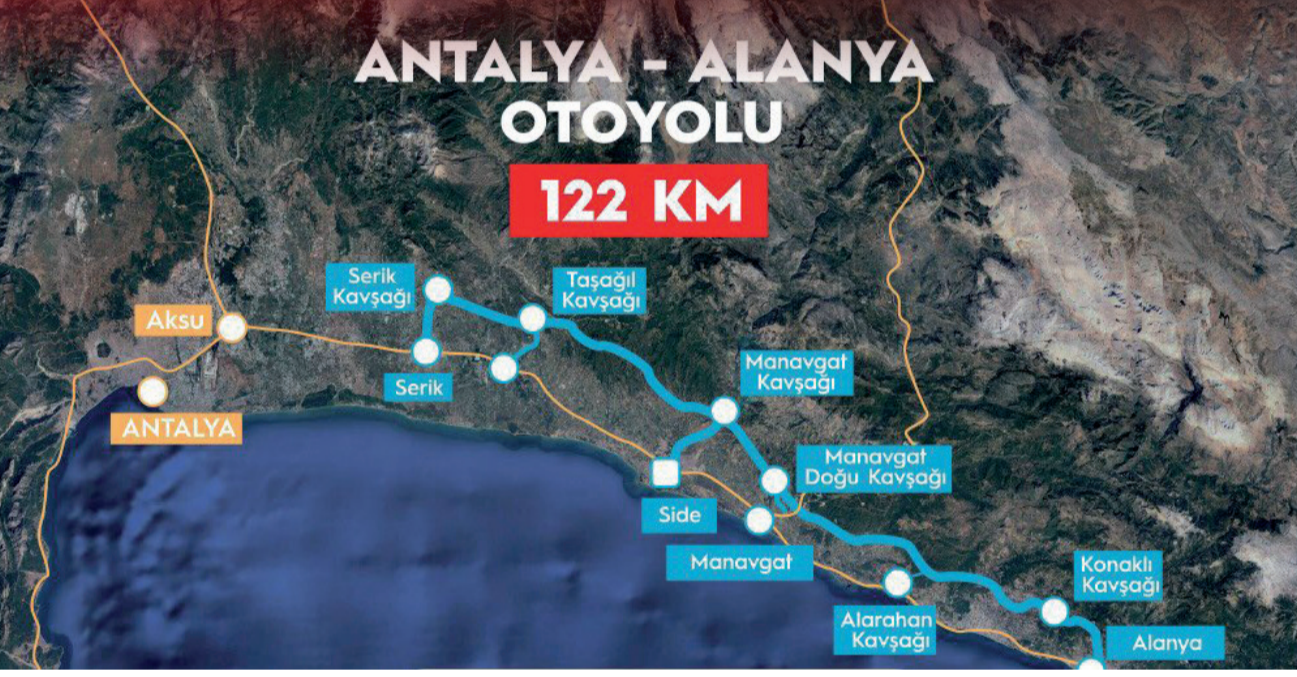 ANTALYA - ALANYA
OTOYOLU
122 KM
Serik
Kavşağı
Taşağıl
Kavşağı
Aksu
Serik
Manavgat
Kavşağı
ANTALYA
Manavgat
Doğu Kavşağı
Side
Manavgat
Konaklı
Kavşağı
Alarahan
Kavşağı
Alanya